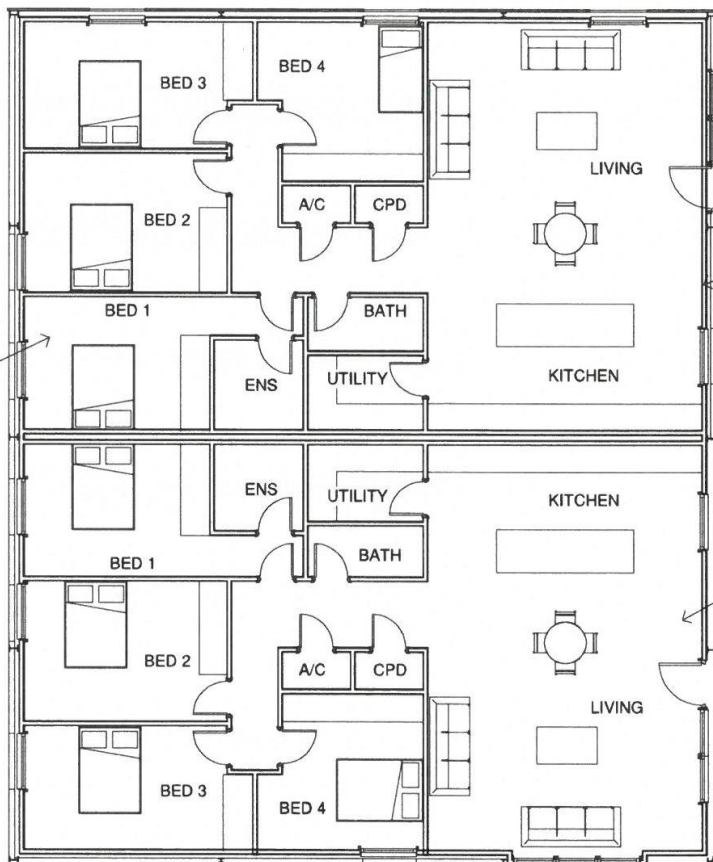 BED 3
BED 4
LIVING
A/C
CPD
BED 2
BED 1
BATH
ENS
UTILITY
KITCHEN
ENS
UTILITY
KITCHEN
BED 1
BATH
BED 2
A/C
CPD
LIVING
BED 3
BED 4